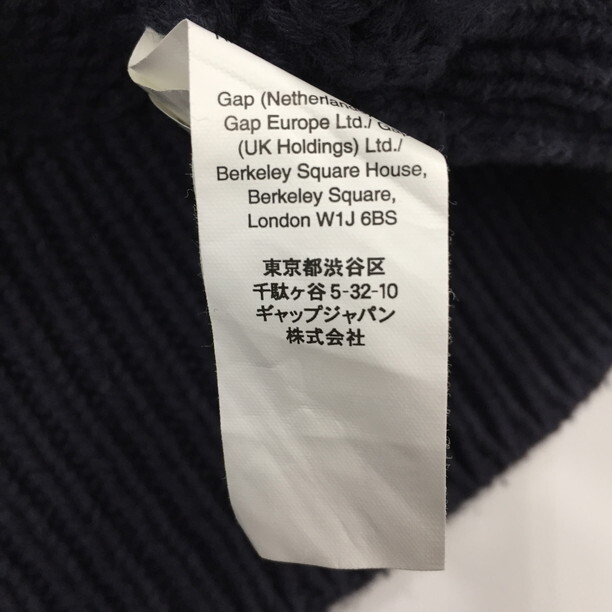 Gap (Netherlan
Gap Europe Ltd./
(UK Holdings) Ltd./
Berkeley Square House,
Berkeley Square,
London W1J 6BS
東京都渋谷区
千駄ヶ谷5-32-10
ギャップジャパン
株式会社